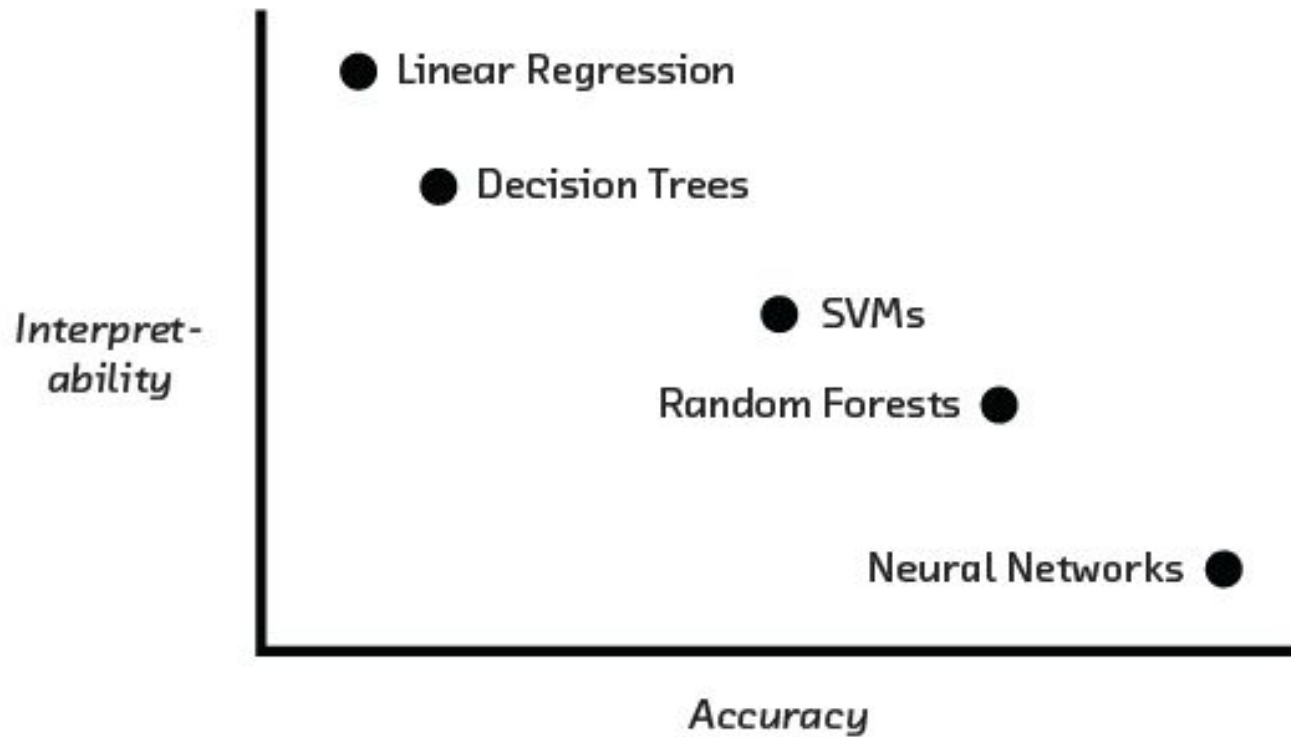 Linear Regression
Decision Trees
Interpret-
ability
SVMs
Random Forests
Neural Networks
Accuracy